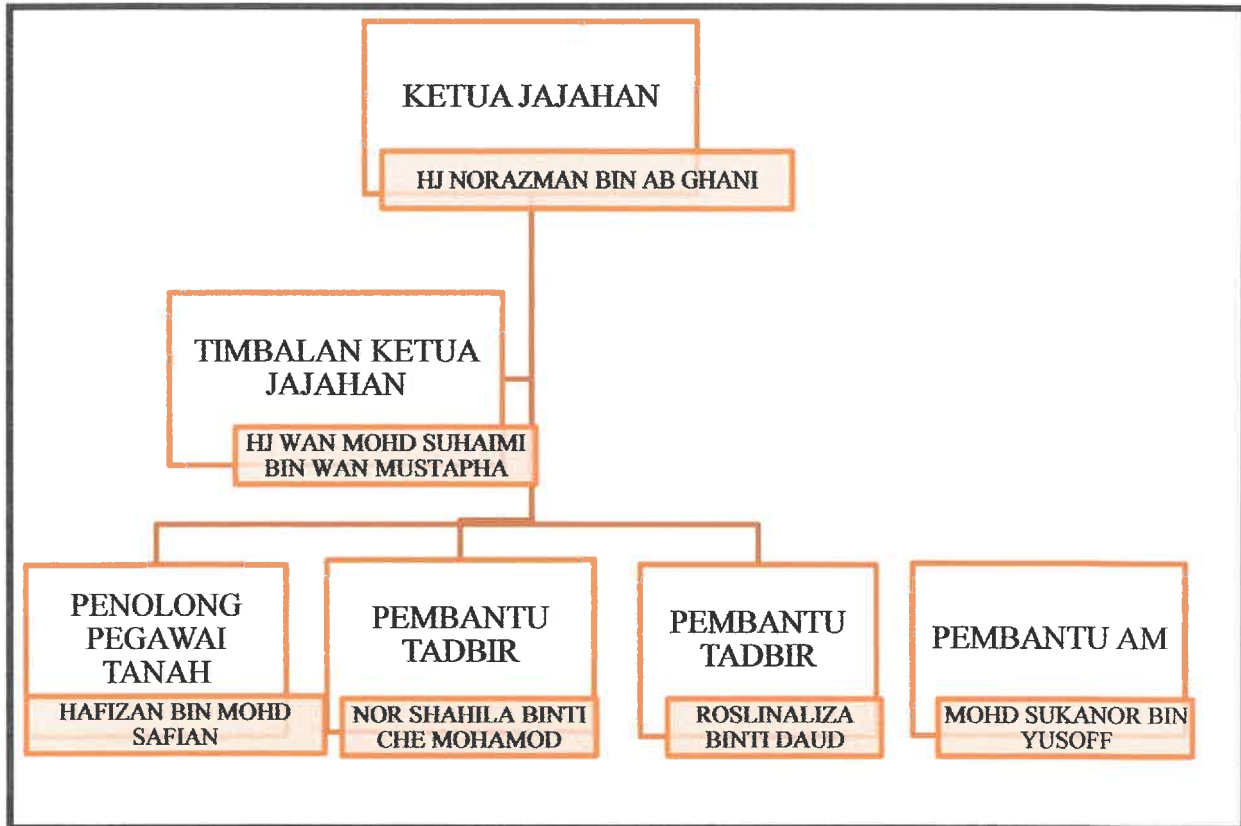 KETUA JAJAHAN
HJ NORAZMAN BIN AB GHANI
TIMBALAN KETUA
JAJAHAN
HJ WAN MOHD SUHAIMI
BIN WAN MUSTAPHA
PENOLONG
PEGAWAI
TANAH
HAFIZAN BIN MOHD
SAFIAN
PEMBANTU
TADBIR
NOR SHAHILA BINTI
CHE MOHAMOD
PEMBANTU
TADBIR
ROSLINALIZA
BINTI DAUD
PEMBANTU AM
MOHD SUKANOR BIN
YUSOFF